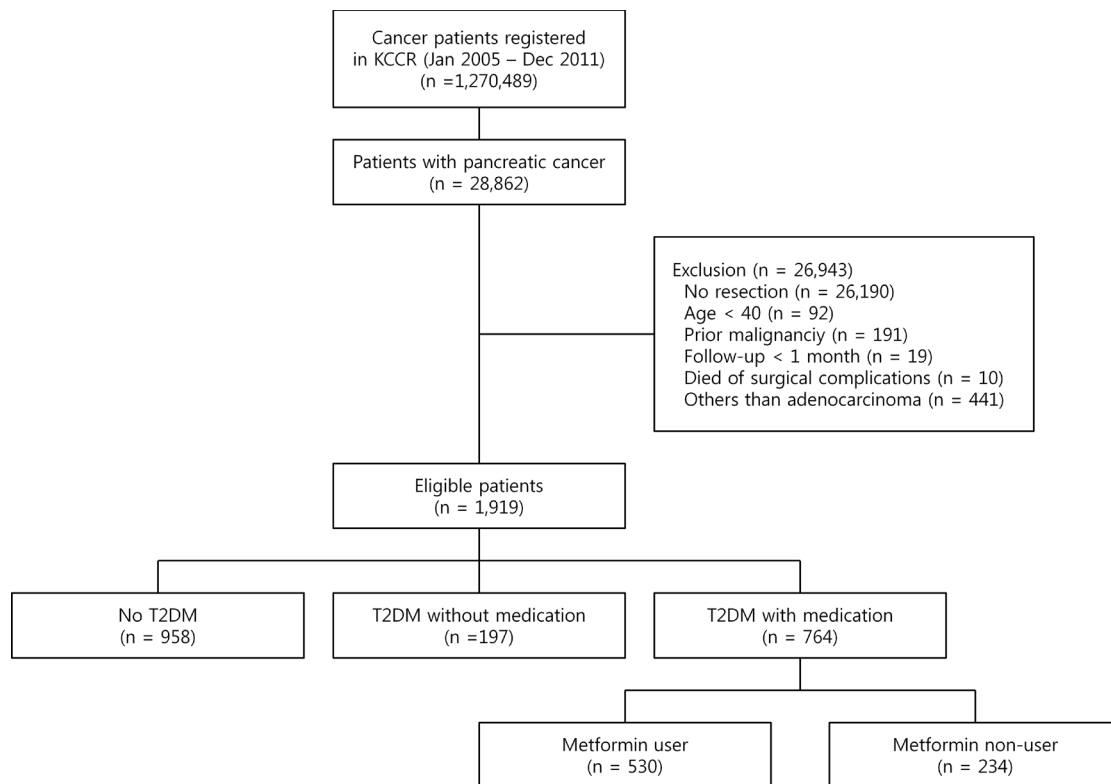 Cancer patients registered
in KCCR (Jan 2005 – Dec 2011)
(n =1,270,489)
Patients with pancreatic cancer
(n = 28,862)
Exclusion (n = 26,943)
No resection (n = 26,190)
Age < 40 (n = 92)
Prior malignanciy (n = 191)
Follow-up < 1 month (n = 19)
Died of surgical complications (n = 10)
Others than adenocarcinoma (n = 441)
Eligible patients
(n = 1,919)
No T2DM
(n = 958)
T2DM without medication
(n =197)
T2DM with medication
(n = 764)
Metformin user
(n = 530)
Metformin non-user
(n = 234)